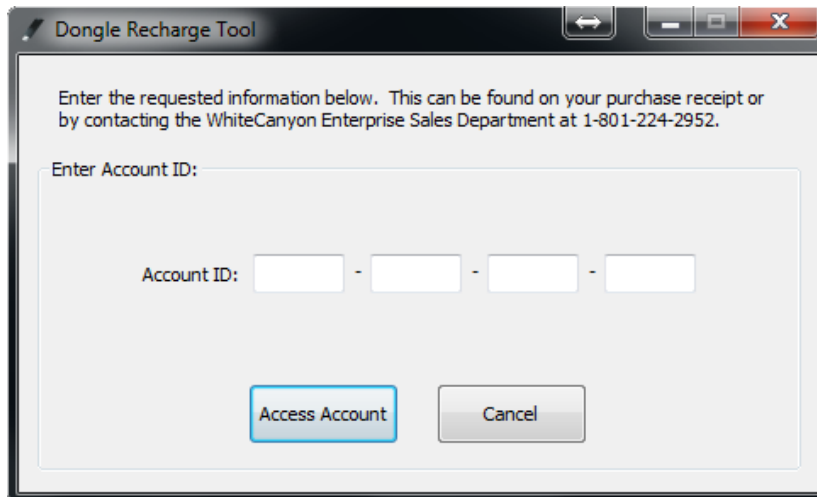 Dongle Recharge Tool
Enter the requested information below.  This can be found on your purchase receipt or
by contacting the WhiteCanyon Enterprise Sales Department at 1-801-224-2952.
Enter Account ID:
Account ID: - - -
Access Account Cancel